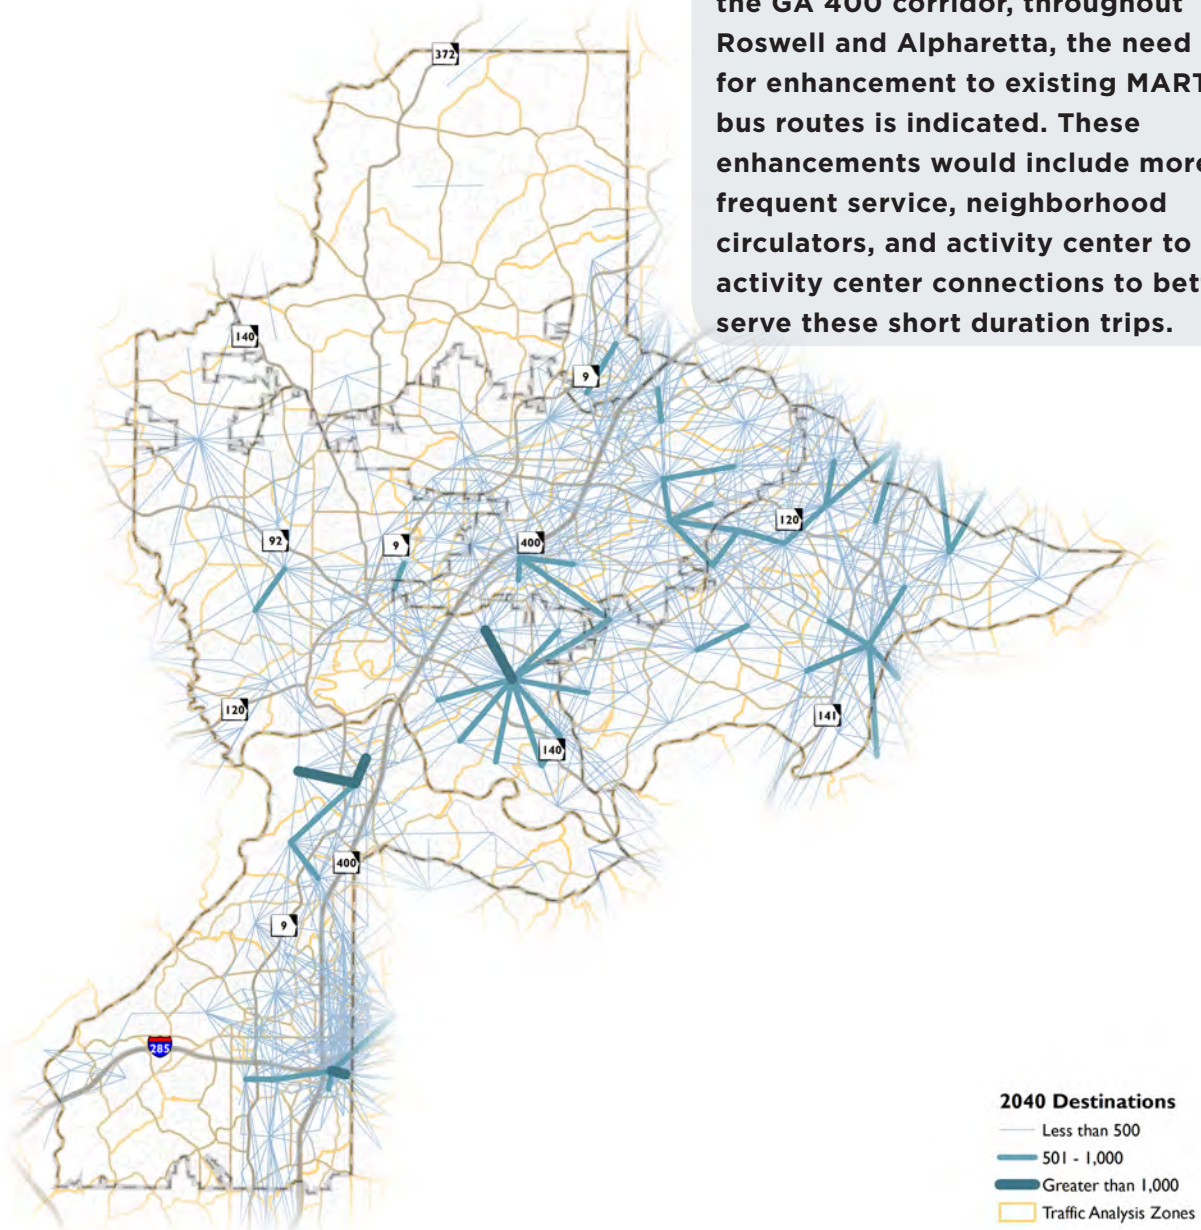 the GA 400 corridor, throughout
Roswell and Alpharetta, the need
for enhancement to existing
bus routes is indicated. These
enhancements would include more
frequent service, neighborhood
circulators, and activity center to
activity center connections to
serve these short duration trips.
372
140
9
92
9
400
120
120
141
140
400
9
285
2040 Destinations
Less than 500
501 - 1,000
Greater than 1,000
Traffic Analysis Zones